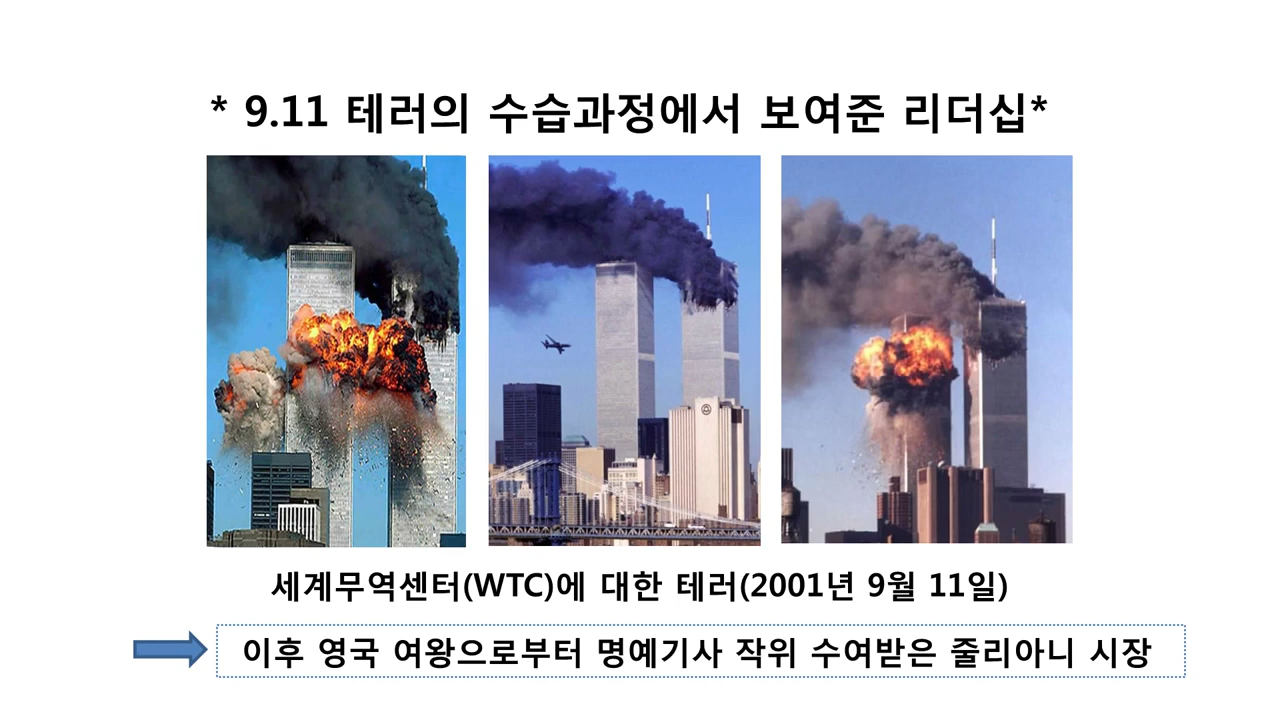 * 9.11 테러의 수습과정에서 보여준 리더십*
세계무역센터(WTC)에 대한 테러(2001년 9월 11일)
이후 영국 여왕으로부터 명예기사 작위 수여받은 줄리아니 시장